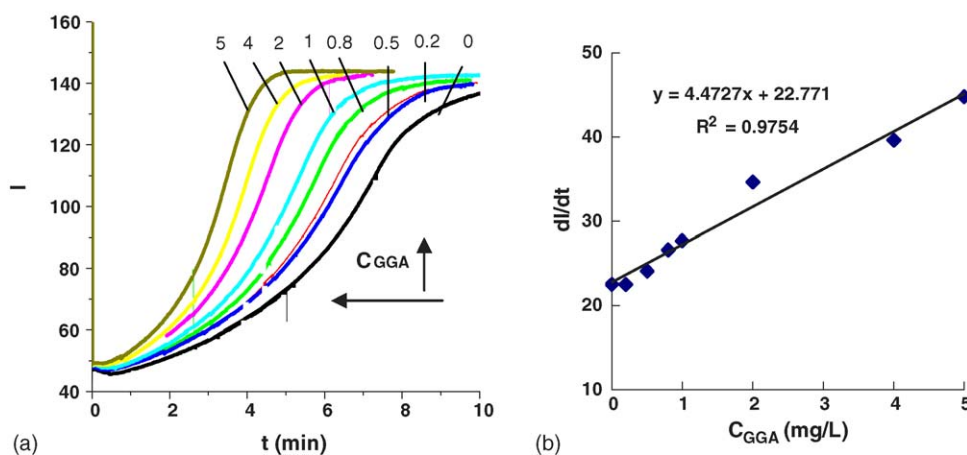 160
140
120
100
80
60
40
I
5 4 2 1 0.8 0.5 0.2 0
CGGA
0 2 4 6 8 10
t (min)
(a)
50
40
30
20
10
dI/dt
y = 4.4727x + 22.771
R² = 0.9754
0 1 2 3 4 5
CGGA (mg/L)
(b)